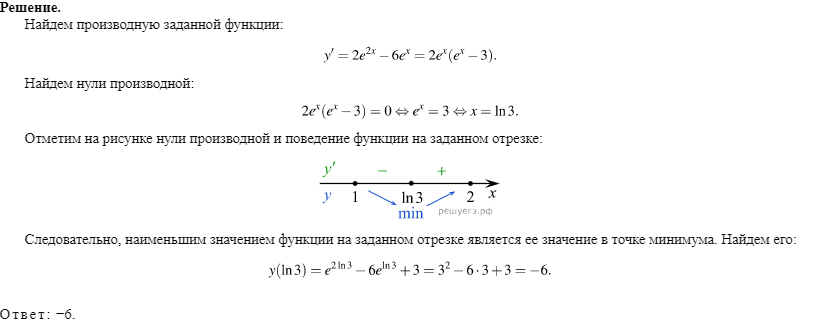 Решение.
Найдем производную заданной функции:
y′ = 2e^{2x} − 6e^x = 2e^x(e^x − 3).
Найдем нули производной:
2e^x(e^x − 3) = 0 ⇔ e^x = 3 ⇔ x = ln 3.
Отметим на рисунке нули производной и поведение функции на заданном отрезке:
y′ − +
y 1 ln 3 2 x
min решуегэ.рф
Следовательно, наименьшим значением функции на заданном отрезке является ее значение в точке минимума. Найдем его:
y(ln 3) = e^{2 ln 3} − 6e^{ln 3} + 3 = 3^2 − 6 · 3 + 3 = −6.
Ответ: −6.